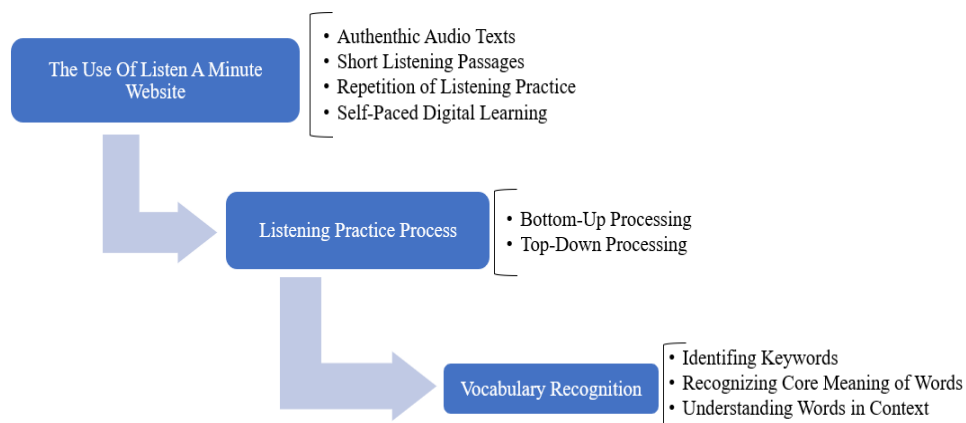 The Use Of Listen A Minute
Website
• Authenthic Audio Texts
• Short Listening Passages
• Repetition of Listening Practice
• Self-Paced Digital Learning
Listening Practice Process
• Bottom-Up Processing
• Top-Down Processing
Vocabulary Recognition
• Identifing Keywords
• Recognizing Core Meaning of Words
• Understanding Words in Context